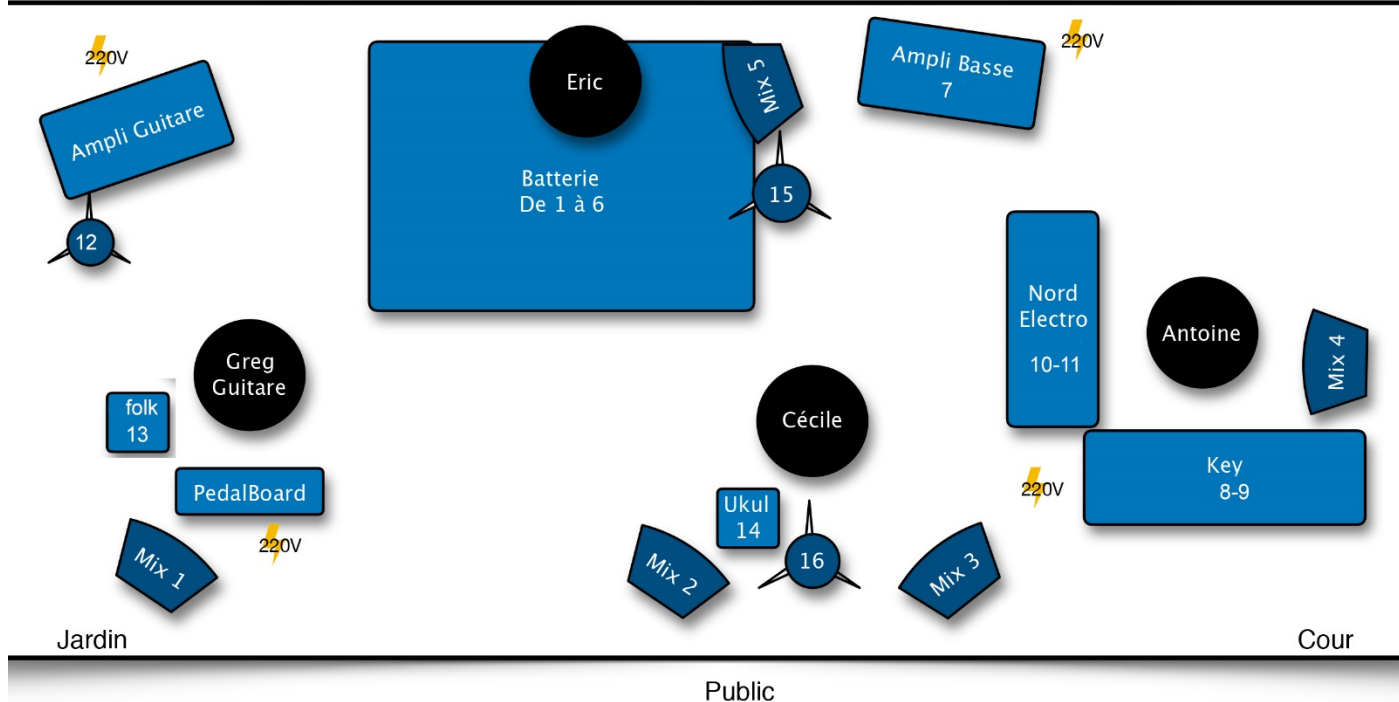 220V
Ampli Guitare
12
Eric
Batterie
De 1 à 6
Mix 5
15
Ampli Basse
7
220V
Nord
Electro
10-11
Antoine
Mix 4
Greg
Guitare
folk
13
PedalBoard
220V
Mix 1
Cécile
Ukul
14
16
Mix 2
Mix 3
220V
Key
8-9
Jardin
Cour
Public